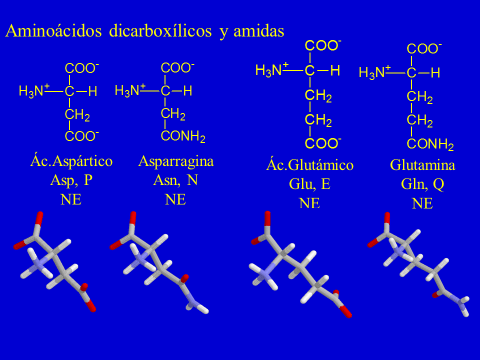 Aminoácidos dicarboxílicos y amidas
COO⁻
H₃N⁺—C—H
CH₂
COO⁻
Ác.Aspártico
Asp, P
NE
COO⁻
H₃N⁺—C—H
CH₂
CONH₂
Asparragina
Asn, N
NE
COO⁻
H₃N⁺—C—H
CH₂
CH₂
COO⁻
Ác.Glutámico
Glu, E
NE
COO⁻
H₃N⁺—C—H
CH₂
CH₂
CONH₂
Glutamina
Gln, Q
NE